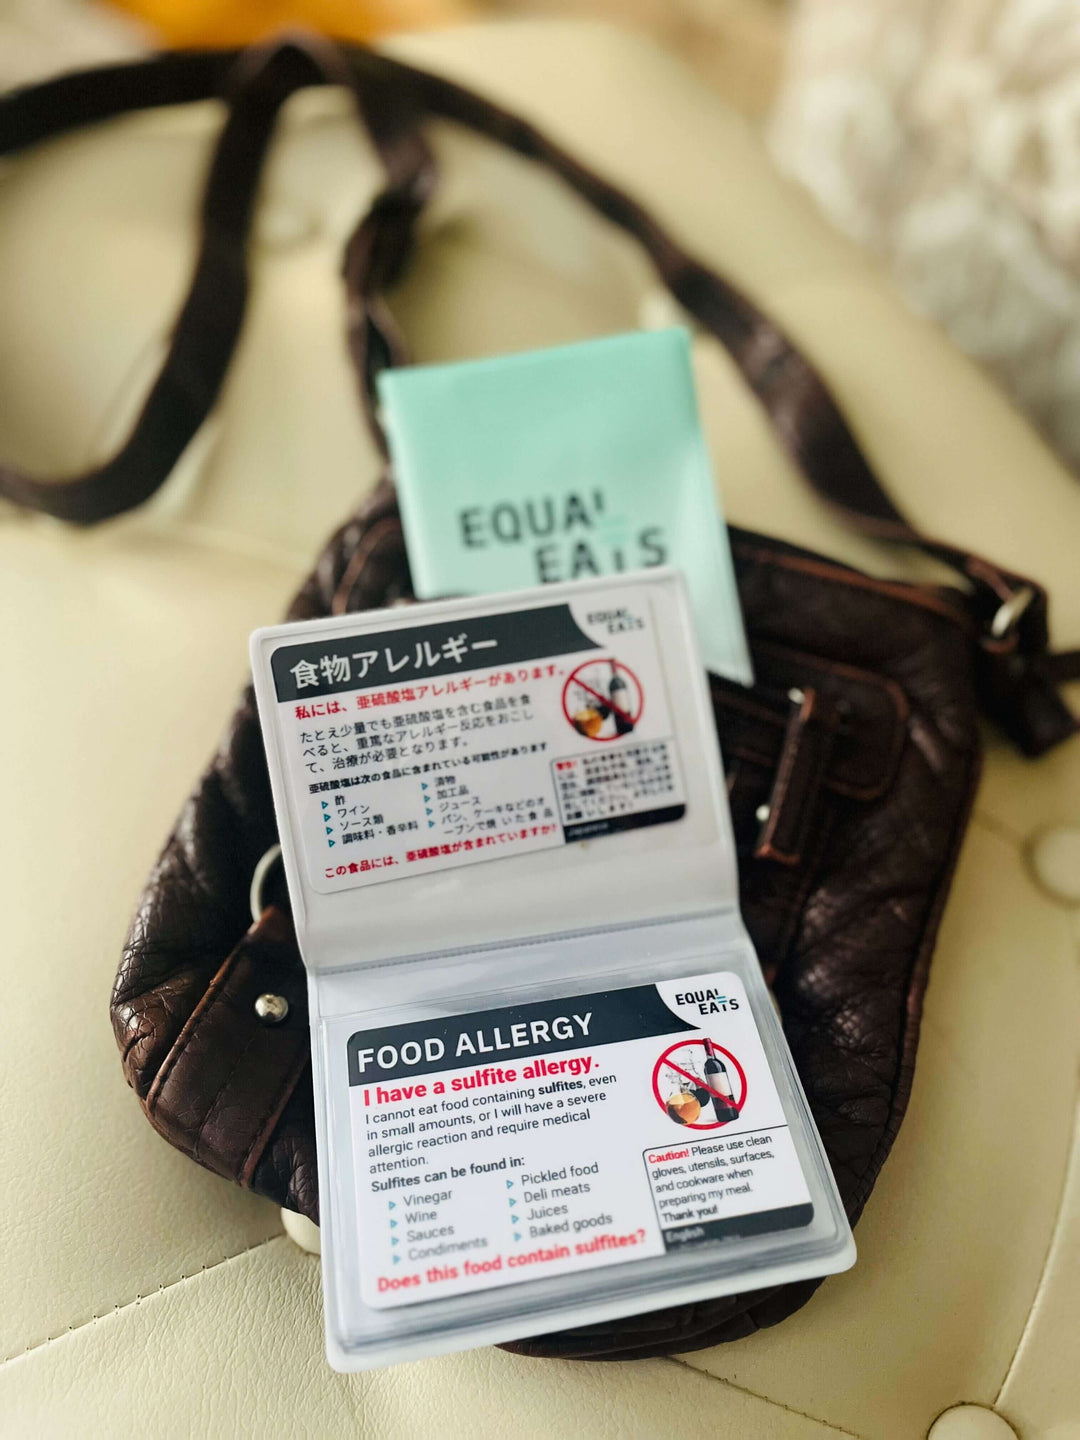 EQUAL
EATS
食物アレルギー
EQUAL
EATS
私には、亜硫酸塩アレルギーがあります。
たとえ少量でも亜硫酸塩を含む食品を食
べると、重篤なアレルギー反応をおこし
て、治療が必要となります。
亜硫酸塩は次の食品に含まれている可能性があります
酢
ワイン
ソース類
調味料・香辛料
漬物
加工品
ジュース
パン、ケーキなどのオ
ーブンで焼いた食品
この食品には、亜硫酸塩が含まれていますか?
FOOD ALLERGY
EQUAL
EATS
I have a sulfite allergy.
I cannot eat food containing sulfites, even
in small amounts, or I will have a severe
allergic reaction and require medical
attention.
Sulfites can be found in:
Vinegar
Wine
Sauces
Condiments
Pickled food
Deli meats
Juices
Baked goods
Does this food contain sulfites?
Caution! Please use clean
gloves, utensils, surfaces,
and cookware when
preparing my meal.
Thank you!
English